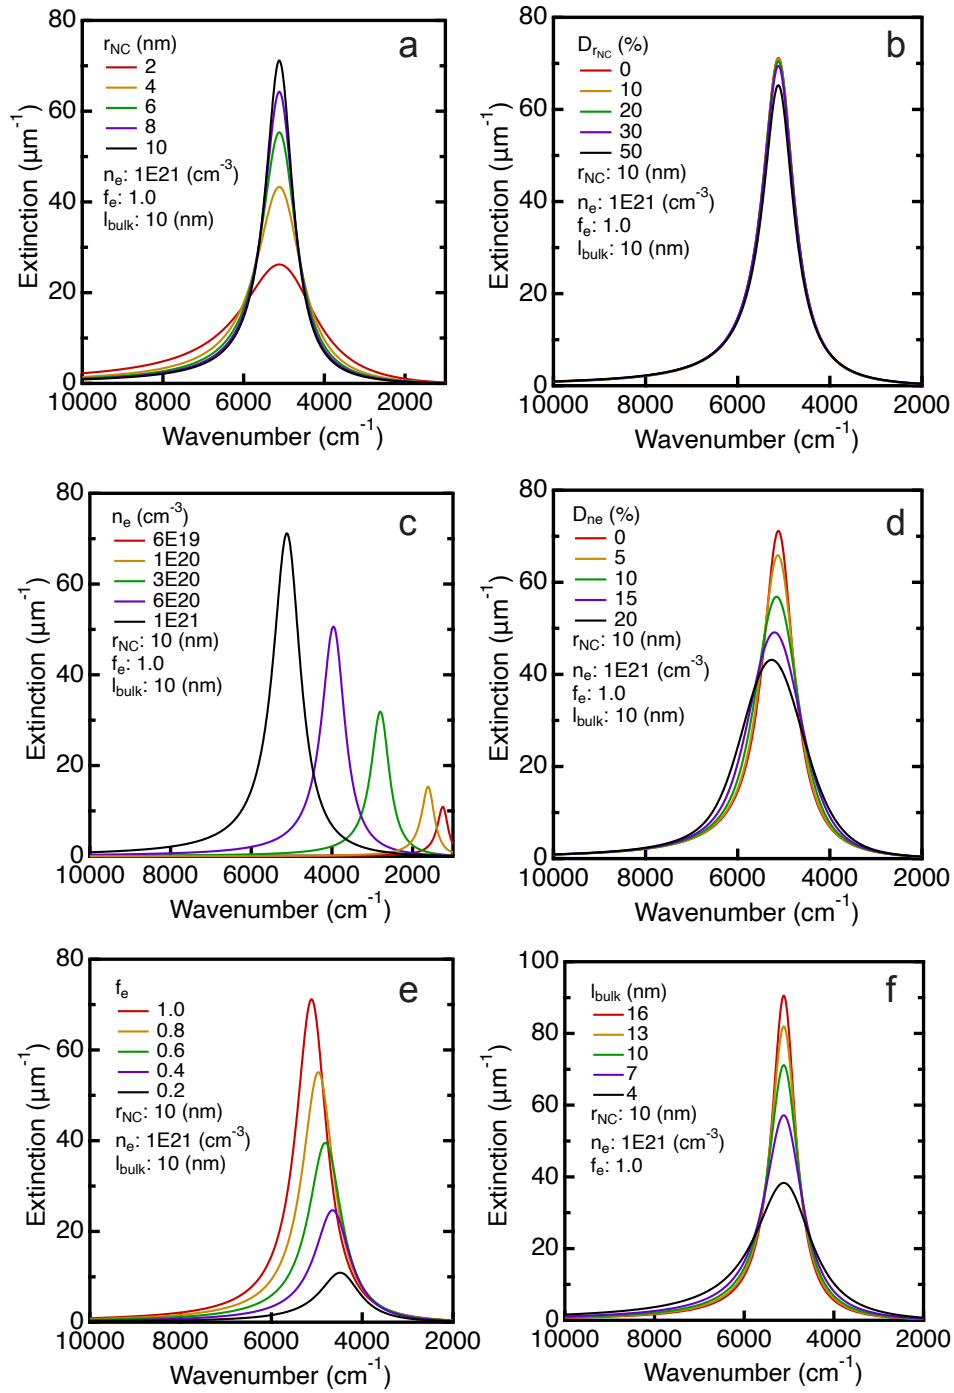 a
r_NC (nm)
2
4
6
8
10
n_e: 1E21 (cm^-3)
f_e: 1.0
l_bulk: 10 (nm)
80
60
40
20
0
Extinction (µm^-1)
10000 8000 6000 4000 2000
Wavenumber (cm^-1)
b
D_rNC (%)
0
10
20
30
50
r_NC: 10 (nm)
n_e: 1E21 (cm^-3)
f_e: 1.0
l_bulk: 10 (nm)
80
60
40
20
0
Extinction (µm^-1)
10000 8000 6000 4000 2000
Wavenumber (cm^-1)
c
n_e (cm^-3)
6E19
1E20
3E20
6E20
1E21
r_NC: 10 (nm)
f_e: 1.0
l_bulk: 10 (nm)
80
60
40
20
0
Extinction (µm^-1)
10000 8000 6000 4000 2000
Wavenumber (cm^-1)
d
D_ne (%)
0
5
10
15
20
r_NC: 10 (nm)
n_e: 1E21 (cm^-3)
f_e: 1.0
l_bulk: 10 (nm)
80
60
40
20
0
Extinction (µm^-1)
10000 8000 6000 4000 2000
Wavenumber (cm^-1)
e
f_e
1.0
0.8
0.6
0.4
0.2
r_NC: 10 (nm)
n_e: 1E21 (cm^-3)
l_bulk: 10 (nm)
80
60
40
20
0
Extinction (µm^-1)
10000 8000 6000 4000 2000
Wavenumber (cm^-1)
f
l_bulk (nm)
16
13
10
7
4
r_NC: 10 (nm)
n_e: 1E21 (cm^-3)
f_e: 1.0
100
80
60
40
20
0
Extinction (µm^-1)
10000 8000 6000 4000 2000
Wavenumber (cm^-1)